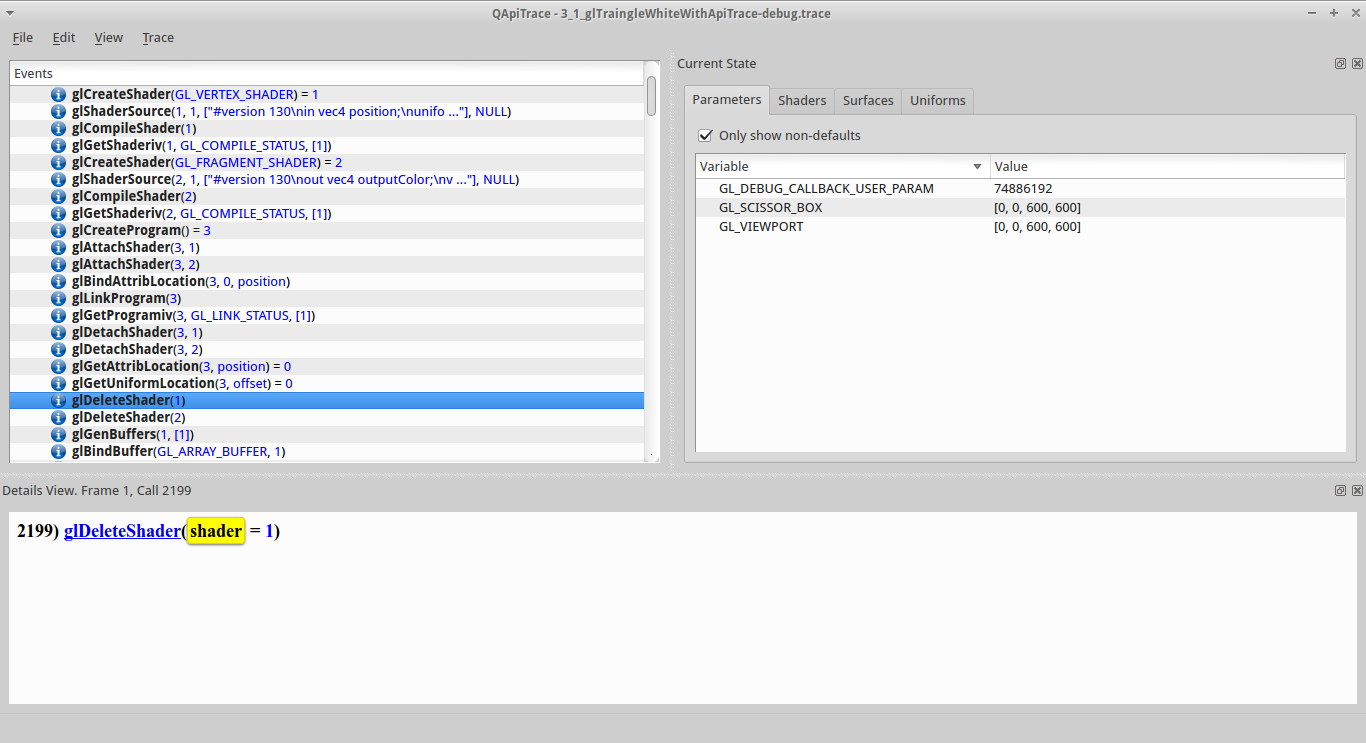 QApiTrace - 3_1_glTraingleWhiteWithApiTrace-debug.trace
File Edit View Trace
Events
glCreateShader(GL_VERTEX_SHADER) = 1
glShaderSource(1, 1, ["#version 130\nin vec4 position;\nunifo ..."], NULL)
glCompileShader(1)
glGetShaderiv(1, GL_COMPILE_STATUS, [1])
glCreateShader(GL_FRAGMENT_SHADER) = 2
glShaderSource(2, 1, ["#version 130\nout vec4 outputColor;\nv ..."], NULL)
glCompileShader(2)
glGetShaderiv(2, GL_COMPILE_STATUS, [1])
glCreateProgram() = 3
glAttachShader(3, 1)
glAttachShader(3, 2)
glBindAttribLocation(3, 0, position)
glLinkProgram(3)
glGetProgramiv(3, GL_LINK_STATUS, [1])
glDetachShader(3, 1)
glDetachShader(3, 2)
glGetAttribLocation(3, position) = 0
glGetUniformLocation(3, offset) = 0
glDeleteShader(1)
glDeleteShader(2)
glGenBuffers(1, [1])
glBindBuffer(GL_ARRAY_BUFFER, 1)
Current State
Parameters Shaders Surfaces Uniforms
Only show non-defaults
Variable Value
GL_DEBUG_CALLBACK_USER_PARAM 74886192
GL_SCISSOR_BOX [0, 0, 600, 600]
GL_VIEWPORT [0, 0, 600, 600]
Details View. Frame 1, Call 2199
2199) glDeleteShader(shader = 1)